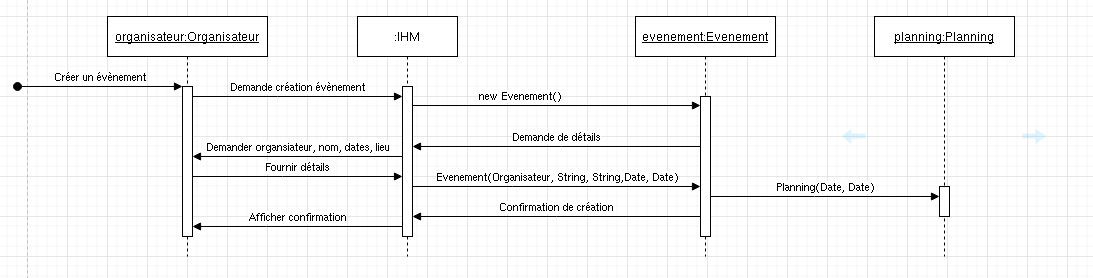 organisateur:Organisateur
:IHM
evenement:Evenement
planning:Planning
Créer un évènement
Demande création évènement
new Evenement()
Demande de détails
Demander organsiateur, nom, dates, lieu
Fournir détails
Evenement(Organisateur, String, String,Date, Date)
Planning(Date, Date)
Confirmation de création
Afficher confirmation